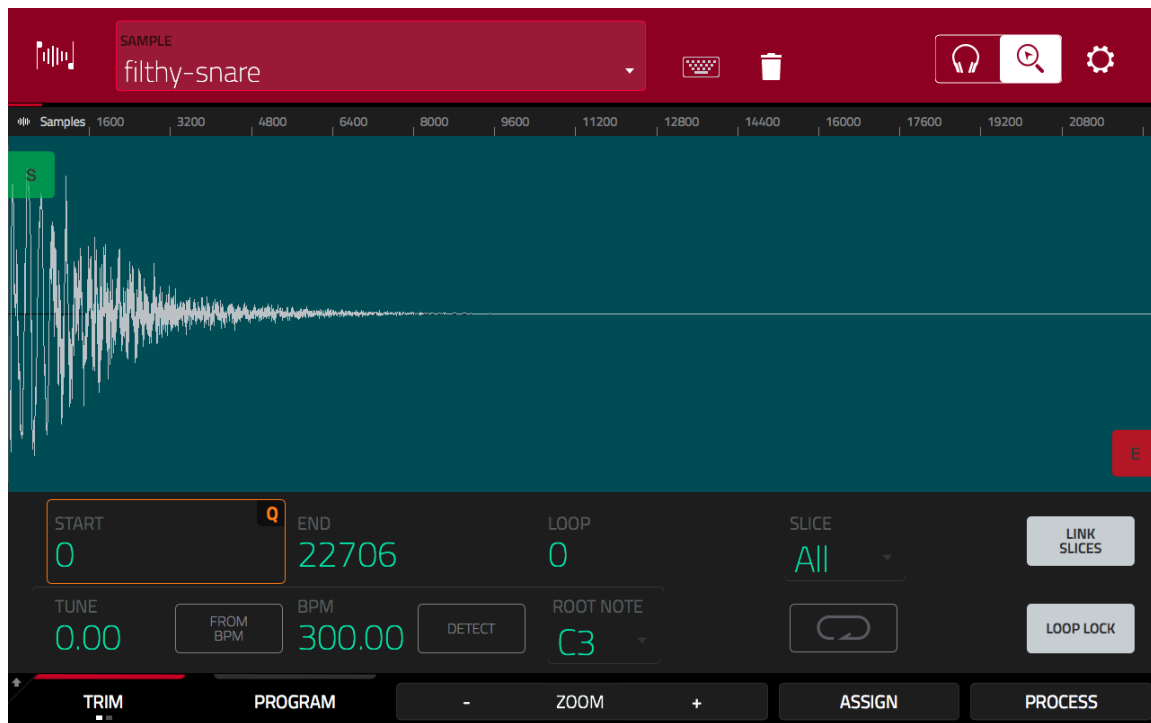 SAMPLE
filthy-snare
Samples 1600 3200 4800 6400 8000 9600 11200 12800 14400 16000 17600 19200 20800
S
E
START Q END LOOP SLICE LINK SLICES
0 22706 0 All
TUNE FROM BPM BPM DETECT ROOT NOTE LOOP LOCK
0.00 300.00 C3
TRIM PROGRAM - ZOOM + ASSIGN PROCESS